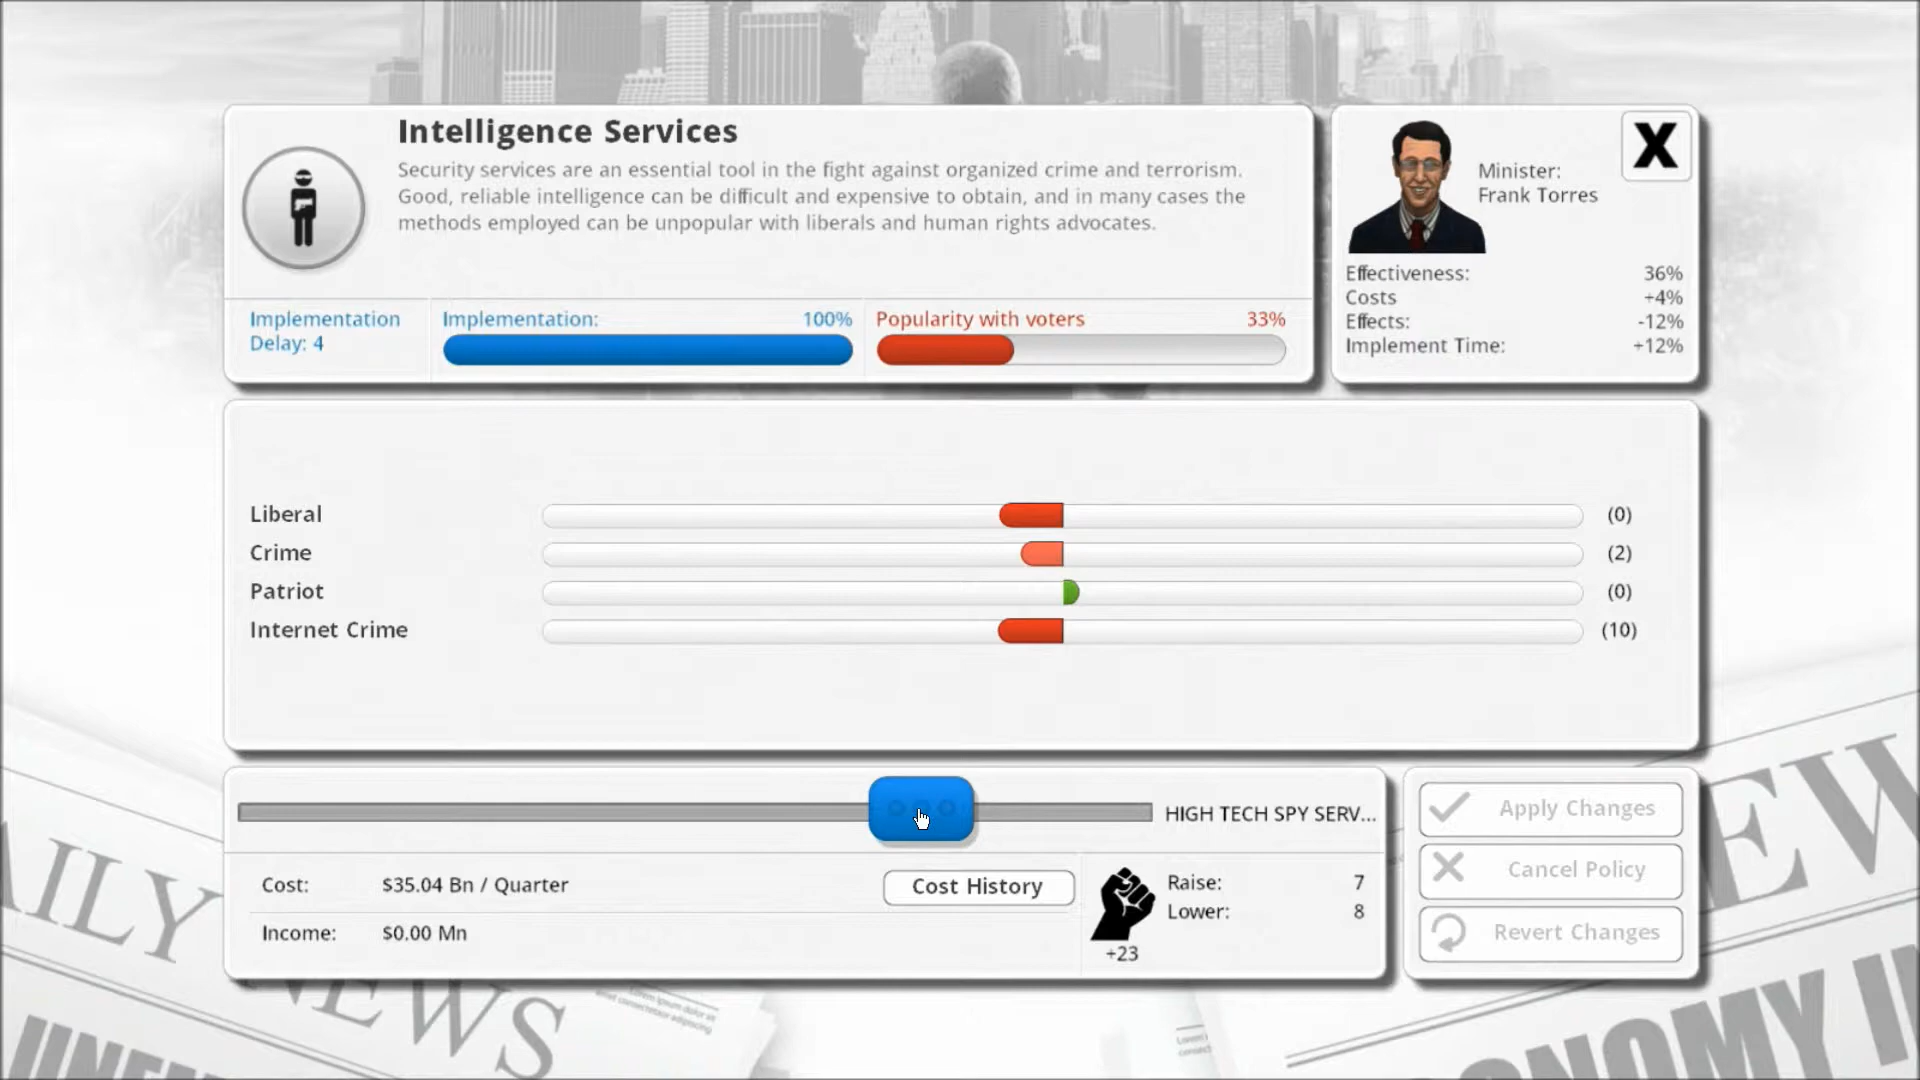 Intelligence Services
Security services are an essential tool in the fight against organized crime and terrorism.
Good, reliable intelligence can be difficult and expensive to obtain, and in many cases the
methods employed can be unpopular with liberals and human rights advocates.
Implementation
Delay: 4
Implementation: 100%
Popularity with voters 33%
X
Minister:
Frank Torres
Effectiveness: 36%
Costs +4%
Effects: -12%
Implement Time: +12%
Liberal (0)
Crime (2)
Patriot (0)
Internet Crime (10)
HIGH TECH SPY SERV...
Cost: $35.04 Bn / Quarter
Cost History
Income: $0.00 Mn
+23
Raise: 7
Lower: 8
Apply Changes
Cancel Policy
Revert Changes
AILY
NEWS
NEW